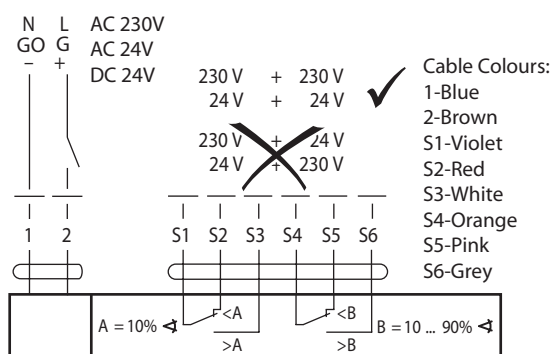 N L AC 230V
GO G AC 24V
– + DC 24V
230 V + 230 V
24 V + 24 V
230 V + 24 V
24 V + 230 V
Cable Colours:
1-Blue
2-Brown
S1-Violet
S2-Red
S3-White
S4-Orange
S5-Pink
S6-Grey
1 2 S1 S2 S3 S4 S5 S6
A = 10% ∢ <A <B B = 10 ... 90% ∢
>A >B